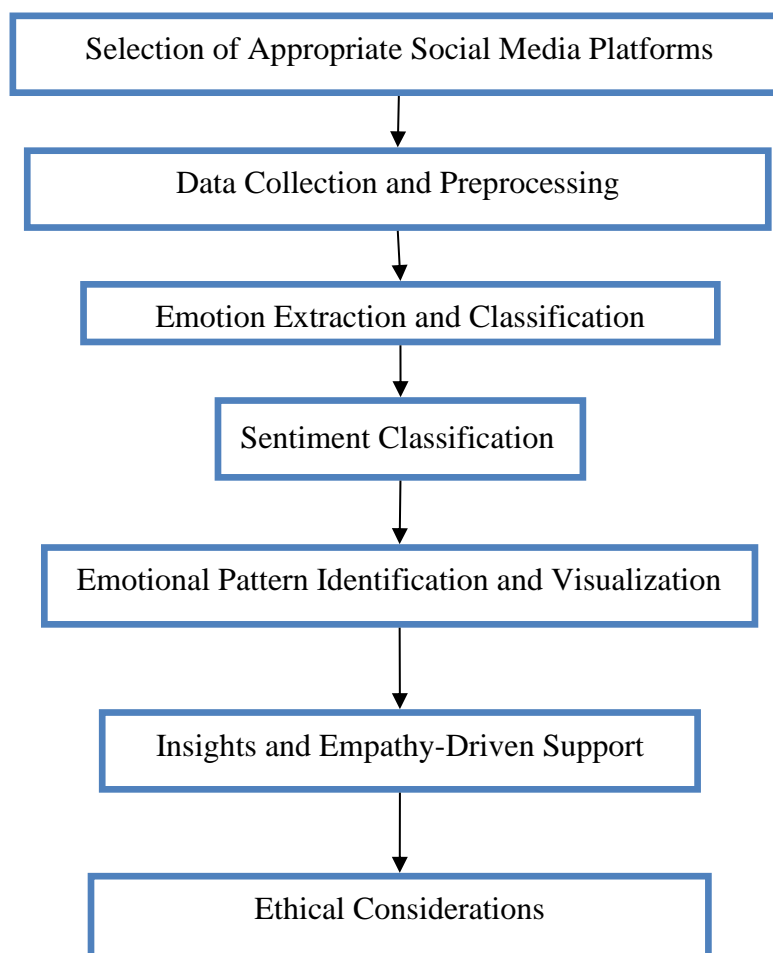 Selection of Appropriate Social Media Platforms
Data Collection and Preprocessing
Emotion Extraction and Classification
Sentiment Classification
Emotional Pattern Identification and Visualization
Insights and Empathy-Driven Support
Ethical Considerations